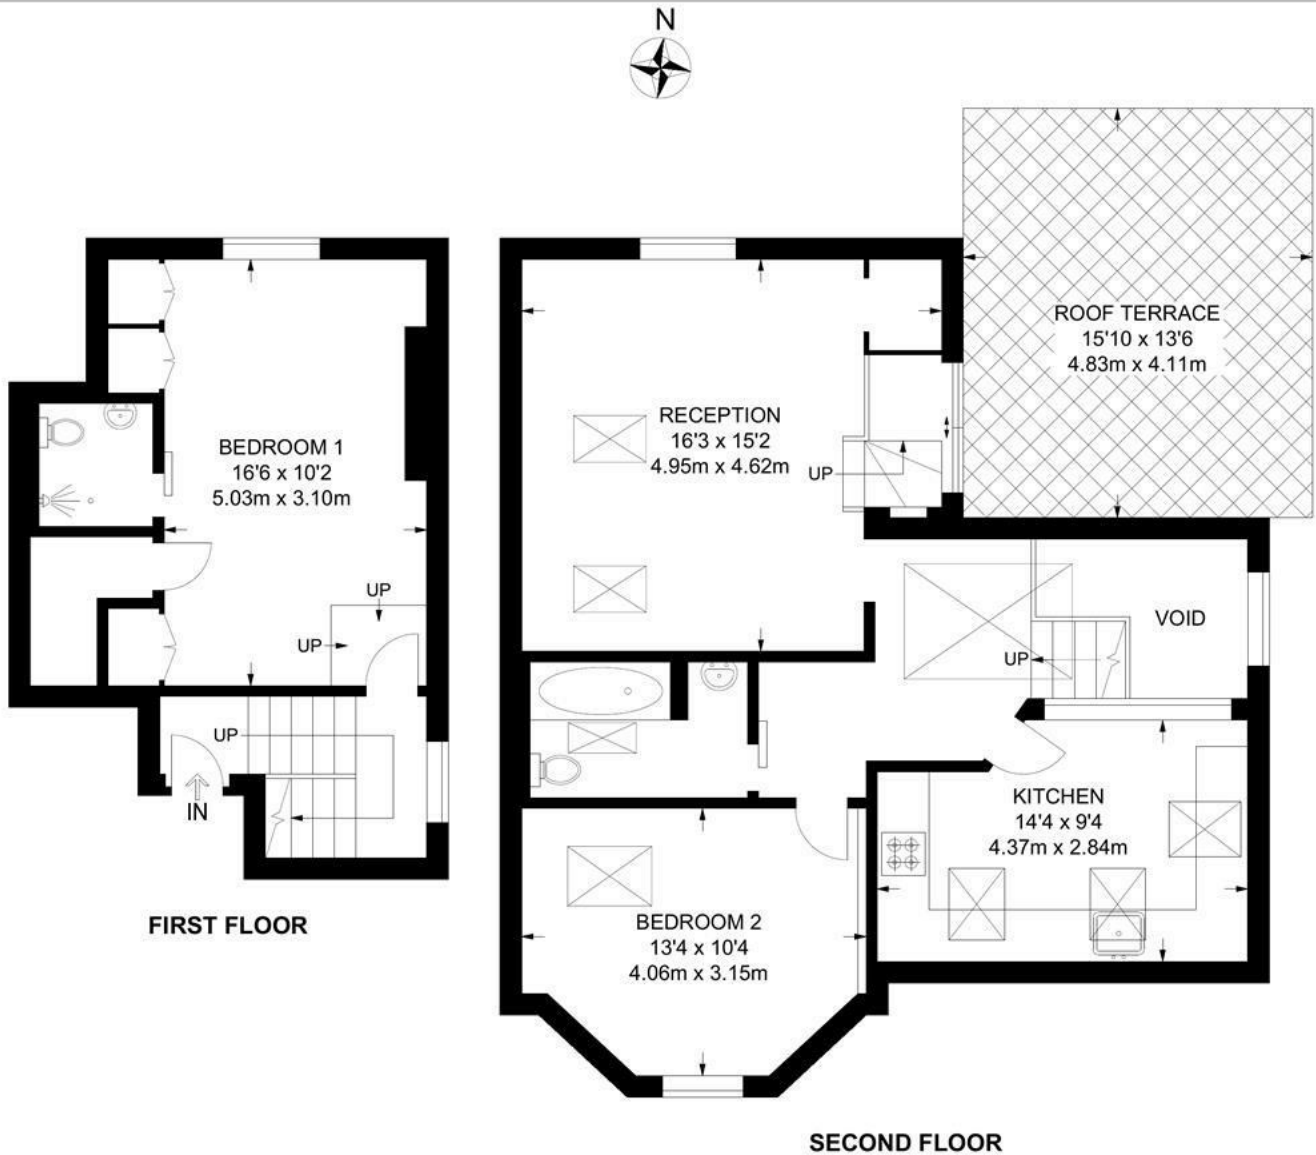 N
ROOF TERRACE
15'10 x 13'6
4.83m x 4.11m
RECEPTION
16'3 x 15'2
4.95m x 4.62m
UP
BEDROOM 1
16'6 x 10'2
5.03m x 3.10m
UP
UP
UP
IN
VOID
UP
KITCHEN
14'4 x 9'4
4.37m x 2.84m
BEDROOM 2
13'4 x 10'4
4.06m x 3.15m
FIRST FLOOR
SECOND FLOOR